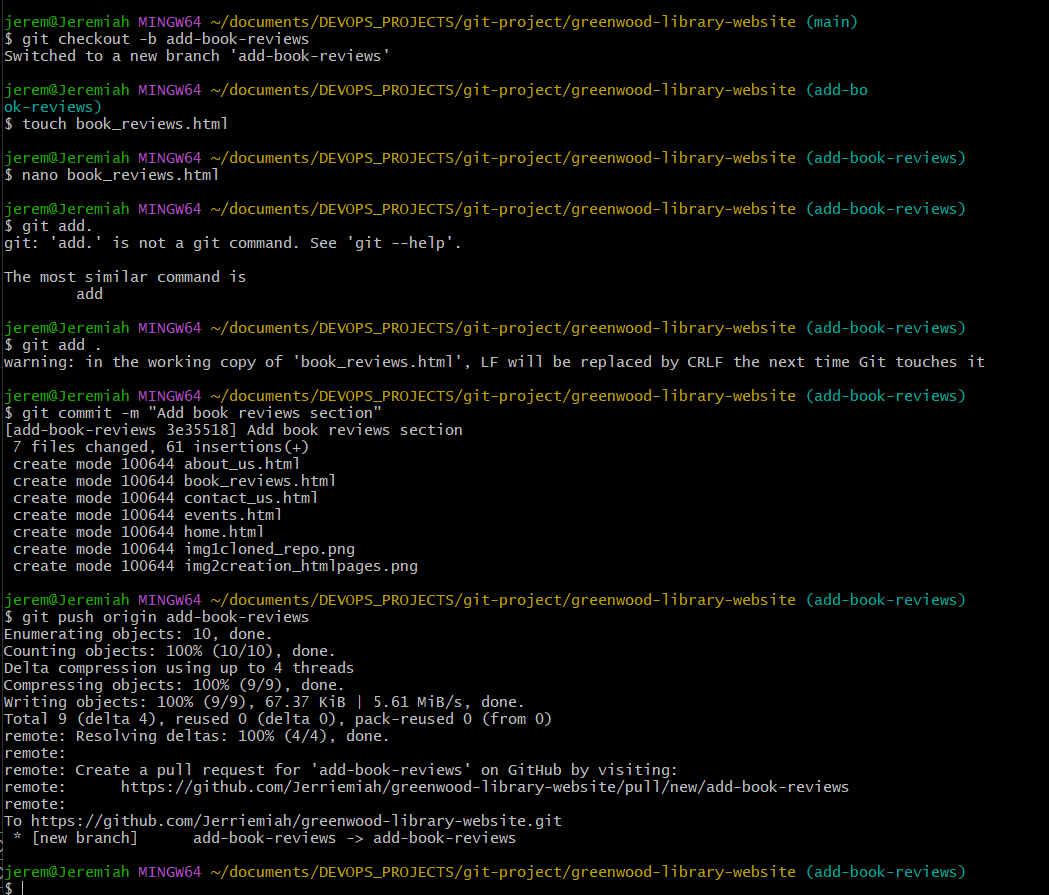 jerem@Jeremiah MINGW64 ~/documents/DEVOPS_PROJECTS/git-project/greenwood-library-website (main)
$ git checkout -b add-book-reviews
Switched to a new branch 'add-book-reviews'
jerem@Jeremiah MINGW64 ~/documents/DEVOPS_PROJECTS/git-project/greenwood-library-website (add-bo
ok-reviews)
$ touch book_reviews.html
jerem@Jeremiah MINGW64 ~/documents/DEVOPS_PROJECTS/git-project/greenwood-library-website (add-book-reviews)
$ nano book_reviews.html
jerem@Jeremiah MINGW64 ~/documents/DEVOPS_PROJECTS/git-project/greenwood-library-website (add-book-reviews)
$ git add.
git: 'add.' is not a git command. See 'git --help'.
The most similar command is
        add
jerem@Jeremiah MINGW64 ~/documents/DEVOPS_PROJECTS/git-project/greenwood-library-website (add-book-reviews)
$ git add .
warning: in the working copy of 'book_reviews.html', LF will be replaced by CRLF the next time Git touches it
jerem@Jeremiah MINGW64 ~/documents/DEVOPS_PROJECTS/git-project/greenwood-library-website (add-book-reviews)
$ git commit -m "Add book reviews section"
[add-book-reviews 3e35518] Add book reviews section
 7 files changed, 61 insertions(+)
 create mode 100644 about_us.html
 create mode 100644 book_reviews.html
 create mode 100644 contact_us.html
 create mode 100644 events.html
 create mode 100644 home.html
 create mode 100644 img1cloned_repo.png
 create mode 100644 img2creation_htmlpages.png
jerem@Jeremiah MINGW64 ~/documents/DEVOPS_PROJECTS/git-project/greenwood-library-website (add-book-reviews)
$ git push origin add-book-reviews
Enumerating objects: 10, done.
Counting objects: 100% (10/10), done.
Delta compression using up to 4 threads
Compressing objects: 100% (9/9), done.
Writing objects: 100% (9/9), 67.37 KiB | 5.61 MiB/s, done.
Total 9 (delta 4), reused 0 (delta 0), pack-reused 0 (from 0)
remote: Resolving deltas: 100% (4/4), done.
remote:
remote: Create a pull request for 'add-book-reviews' on GitHub by visiting:
remote:      https://github.com/Jerriemiah/greenwood-library-website/pull/new/add-book-reviews
remote:
To https://github.com/Jerriemiah/greenwood-library-website.git
 * [new branch]      add-book-reviews -> add-book-reviews
jerem@Jeremiah MINGW64 ~/documents/DEVOPS_PROJECTS/git-project/greenwood-library-website (add-book-reviews)
$